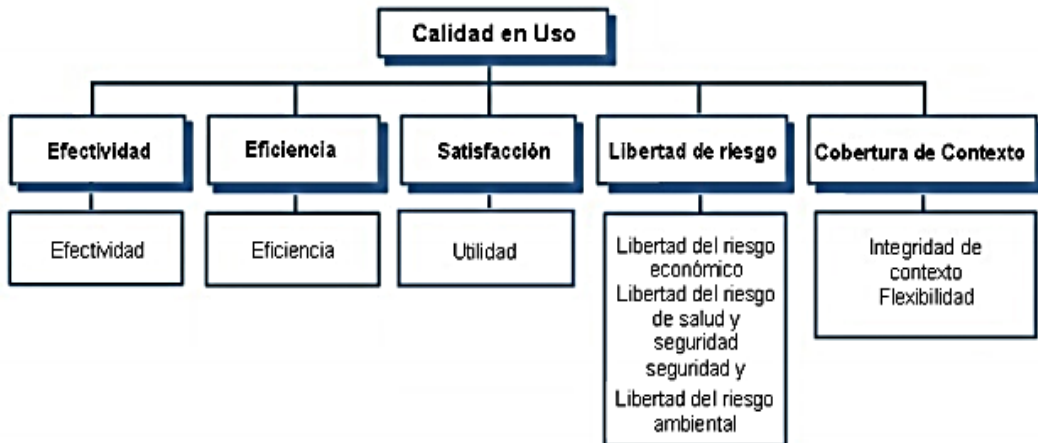 Calidad en Uso
Efectividad
Eficiencia
Satisfacción
Libertad de riesgo
Cobertura de Contexto
Efectividad
Eficiencia
Utilidad
Libertad del riesgo
económico
Libertad del riesgo
de salud y
seguridad
seguridad y
Libertad del riesgo
ambiental
Integridad de
contexto
Flexibilidad